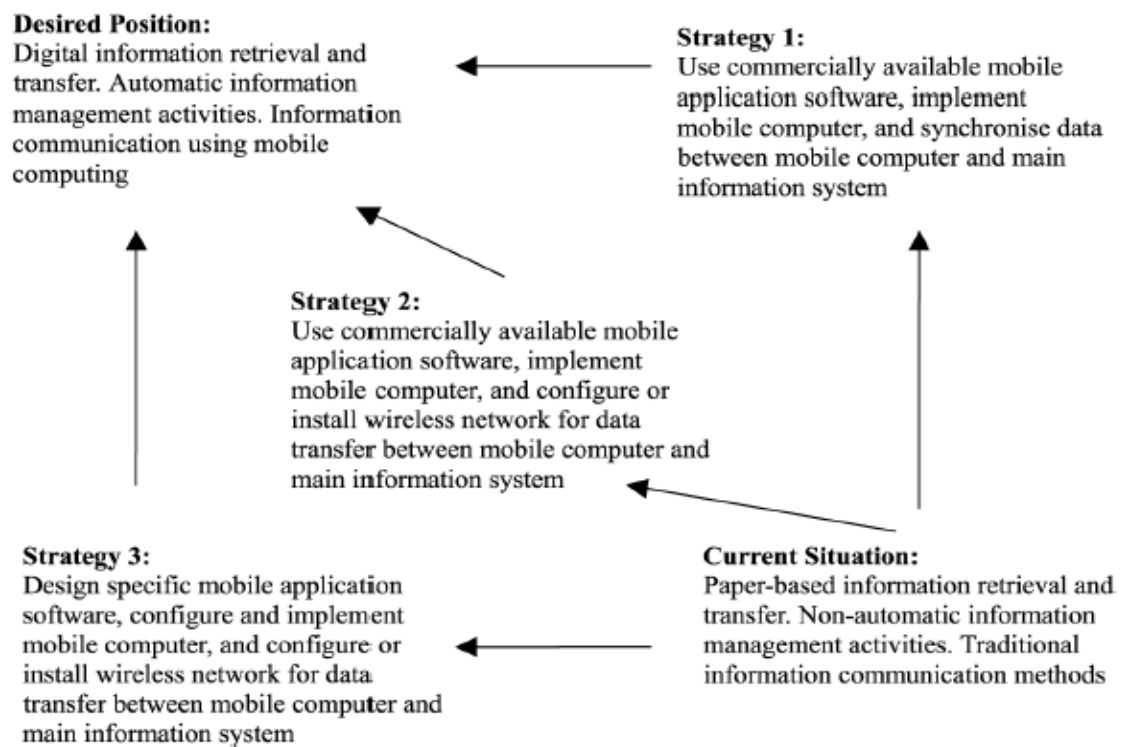 Desired Position:
Digital information retrieval and
transfer. Automatic information
management activities. Information
communication using mobile
computing
Strategy 1:
Use commercially available mobile
application software, implement
mobile computer, and synchronise data
between mobile computer and main
information system
Strategy 2:
Use commercially available mobile
application software, implement
mobile computer, and configure or
install wireless network for data
transfer between mobile computer and
main information system
Strategy 3:
Design specific mobile application
software, configure and implement
mobile computer, and configure or
install wireless network for data
transfer between mobile computer and
main information system
Current Situation:
Paper-based information retrieval and
transfer. Non-automatic information
management activities. Traditional
information communication methods